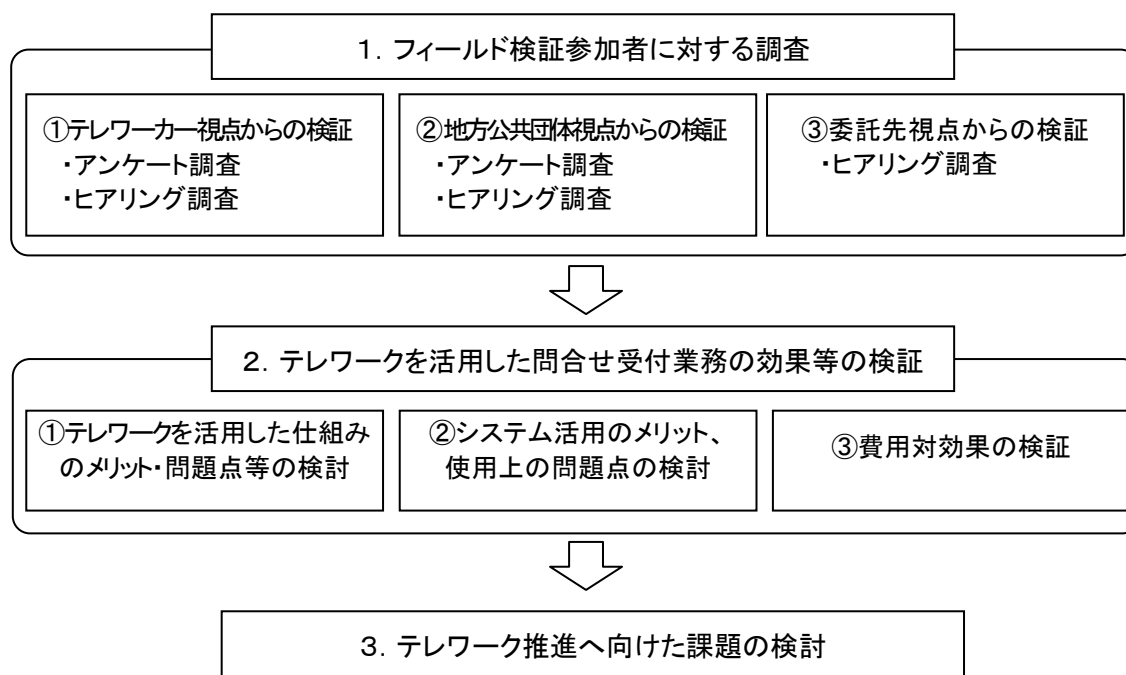 1．フィールド検証参加者に対する調査
①テレワーカー視点からの検証
・アンケート調査
・ヒアリング調査
②地方公共団体視点からの検証
・アンケート調査
・ヒアリング調査
③委託先視点からの検証
・ヒアリング調査
2．テレワークを活用した問合せ受付業務の効果等の検証
①テレワークを活用した仕組み
のメリット・問題点等の検討
②システム活用のメリット、
使用上の問題点の検討
③費用対効果の検証
3．テレワーク推進へ向けた課題の検討